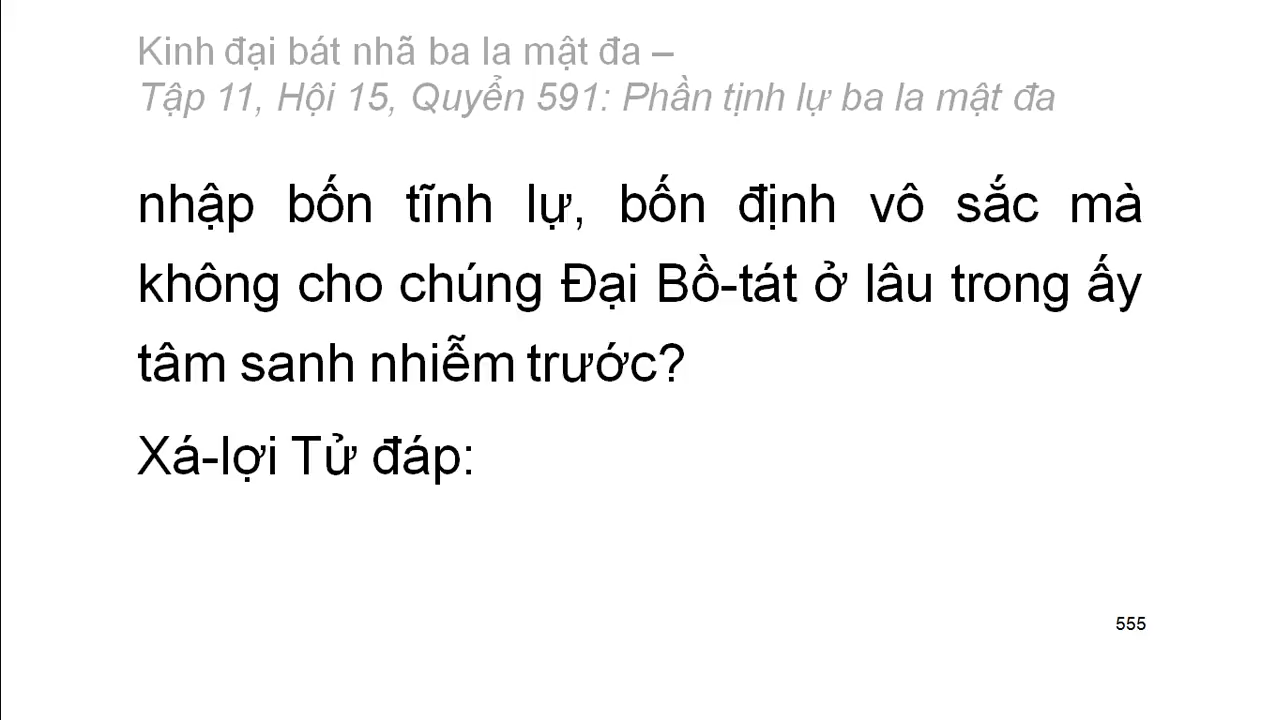 Kinh đại bát nhã ba la mật đa –
Tập 11, Hội 15, Quyển 591: Phần tịnh lự ba la mật đa
nhập bốn tĩnh lự, bốn định vô sắc mà
không cho chúng Đại Bồ-tát ở lâu trong ấy
tâm sanh nhiễm trước?
Xá-lợi Tử đáp:
555